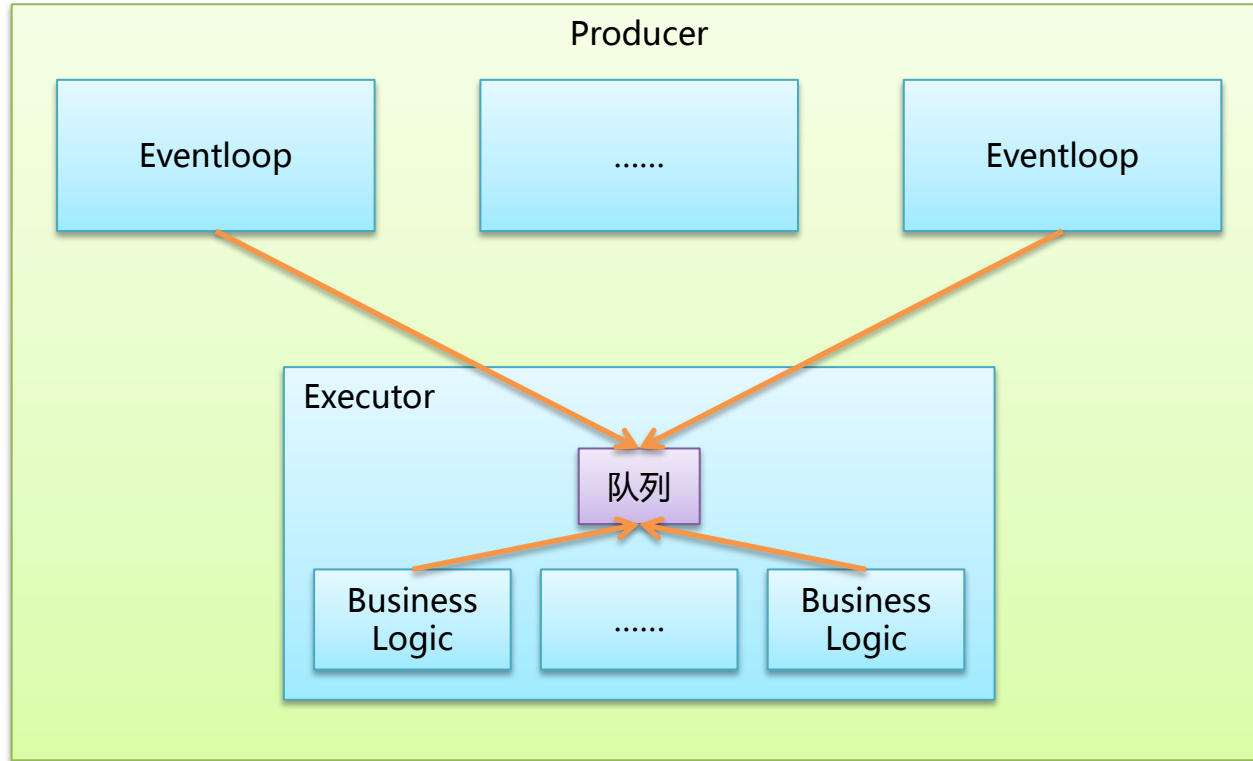 Producer
Eventloop
......
Eventloop
Executor
队列
Business
Logic
......
Business
Logic